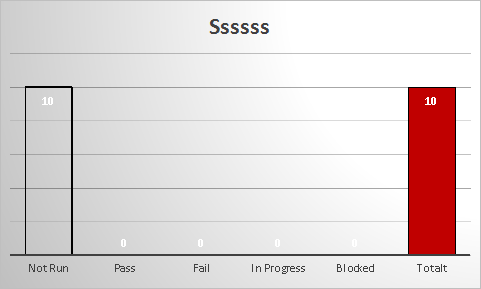 Ssssss
10
10
0
0
0
0
Not Run
Pass
Fail
In Progress
Blocked
Totalt